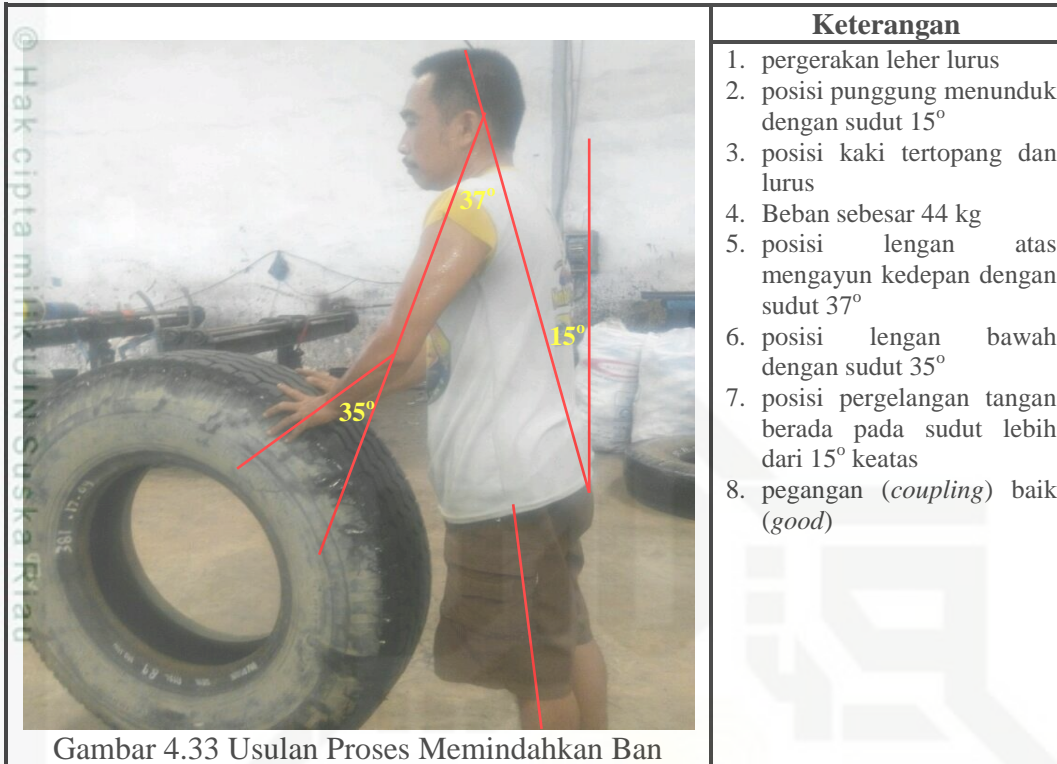 Keterangan
1. pergerakan leher lurus
2. posisi punggung menunduk
dengan sudut 15°
3. posisi kaki tertopang dan
lurus
4. Beban sebesar 44 kg
5. posisi lengan atas
mengayun kedepan dengan
sudut 37°
6. posisi lengan bawah
dengan sudut 35°
7. posisi pergelangan tangan
berada pada sudut lebih
dari 15° keatas
8. pegangan (coupling) baik
(good)
37°
15°
35°
Gambar 4.33 Usulan Proses Memindahkan Ban
© Hak cipta milik UIN Suska Riau